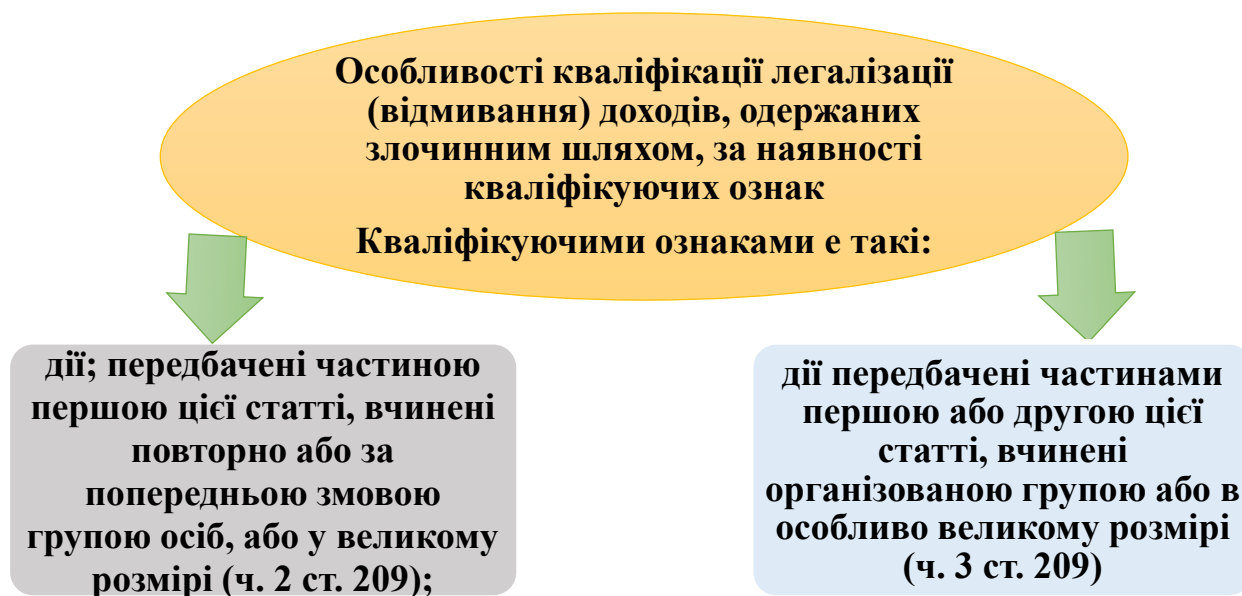 Особливості кваліфікації легалізації
(відмивання) доходів, одержаних
злочинним шляхом, за наявності
кваліфікуючих ознак
Кваліфікуючими ознаками е такі:
дії; передбачені частиною
першою цієї статті, вчинені
повторно або за
попередньою змовою
групою осіб, або у великому
розмірі (ч. 2 ст. 209);
дії передбачені частинами
першою або другою цієї
статті, вчинені
організованою групою або в
особливо великому розмірі
(ч. 3 ст. 209)